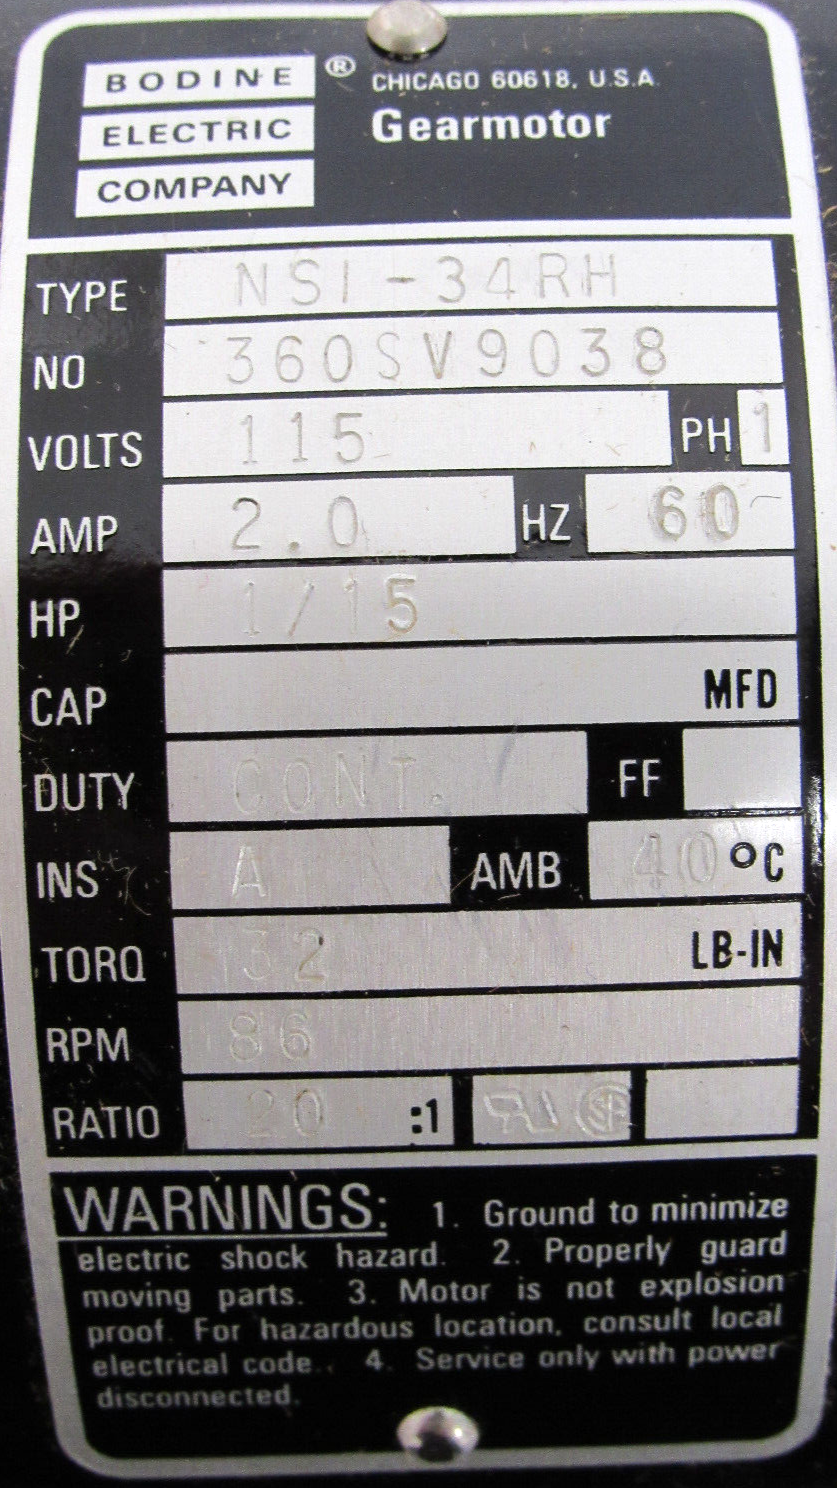 BODINE
ELECTRIC
COMPANY
®
CHICAGO 60618, U.S.A.
Gearmotor
TYPE NSI-34RH
NO 360SV9038
VOLTS 115 PH 1
AMP 2.0 HZ 60
HP 1/15
CAP MFD
DUTY CONT. FF
INS A AMB 40 °C
TORQ 32 LB-IN
RPM 86
RATIO 20 :1
WARNINGS: 1. Ground to minimize
electric shock hazard. 2. Properly guard
moving parts. 3. Motor is not explosion
proof. For hazardous location, consult local
electrical code. 4. Service only with power
disconnected.